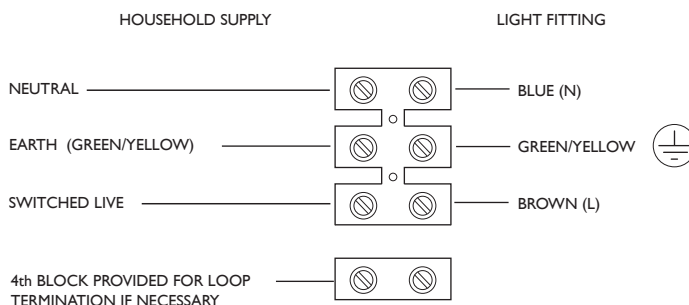 HOUSEHOLD SUPPLY LIGHT FITTING
NEUTRAL BLUE (N)
EARTH (GREEN/YELLOW) GREEN/YELLOW
SWITCHED LIVE BROWN (L)
4th BLOCK PROVIDED FOR LOOP
TERMINATION IF NECESSARY